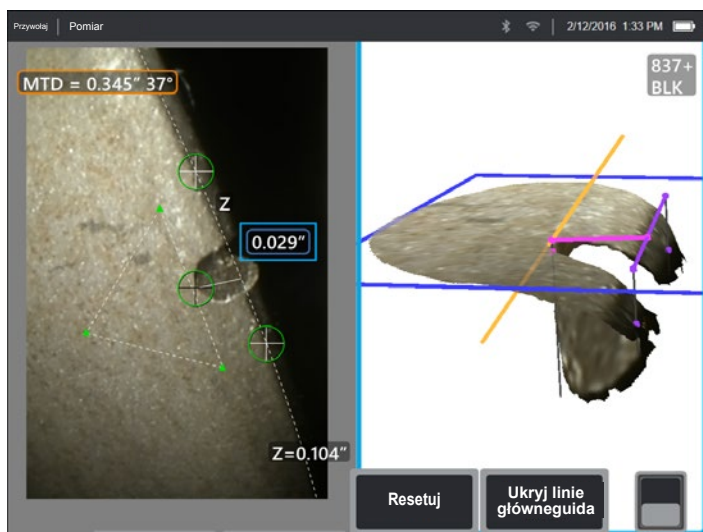 Przywołaj | Pomiar
2/12/2016 1:33 PM
MTD = 0.345" 37°
837+
BLK
Z
0.029"
Z=0.104"
Resetuj
Ukryj linie
główneguida